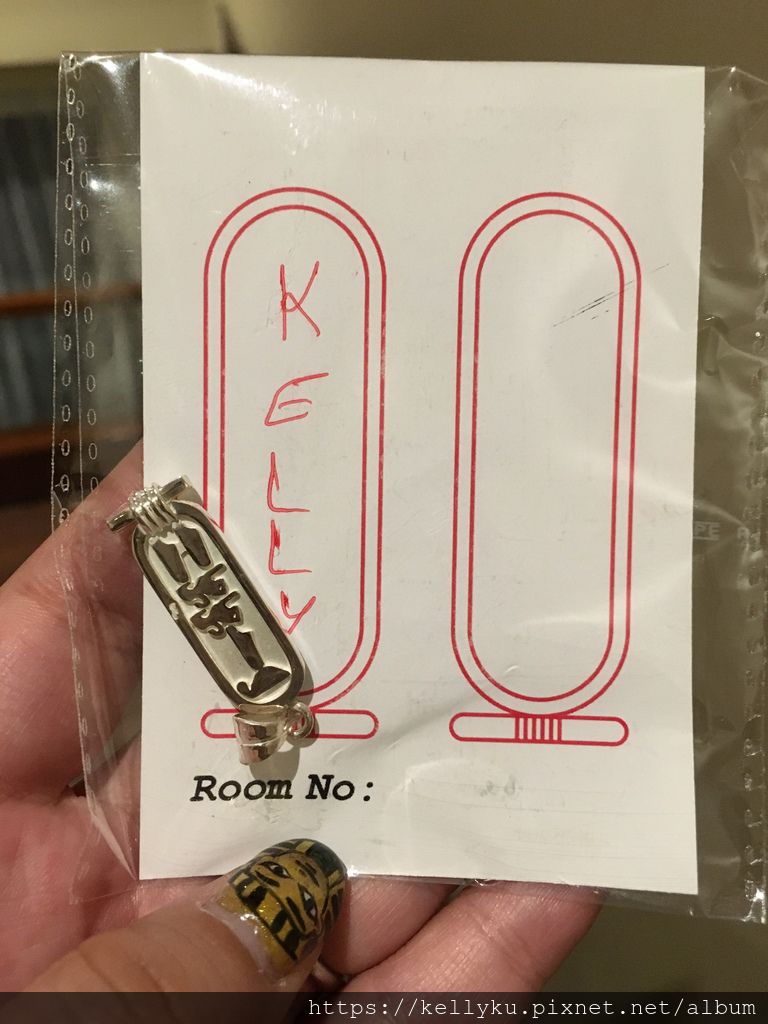 K
E
L
L
Y
Room No:
https://kellyku.pixnet.net/album